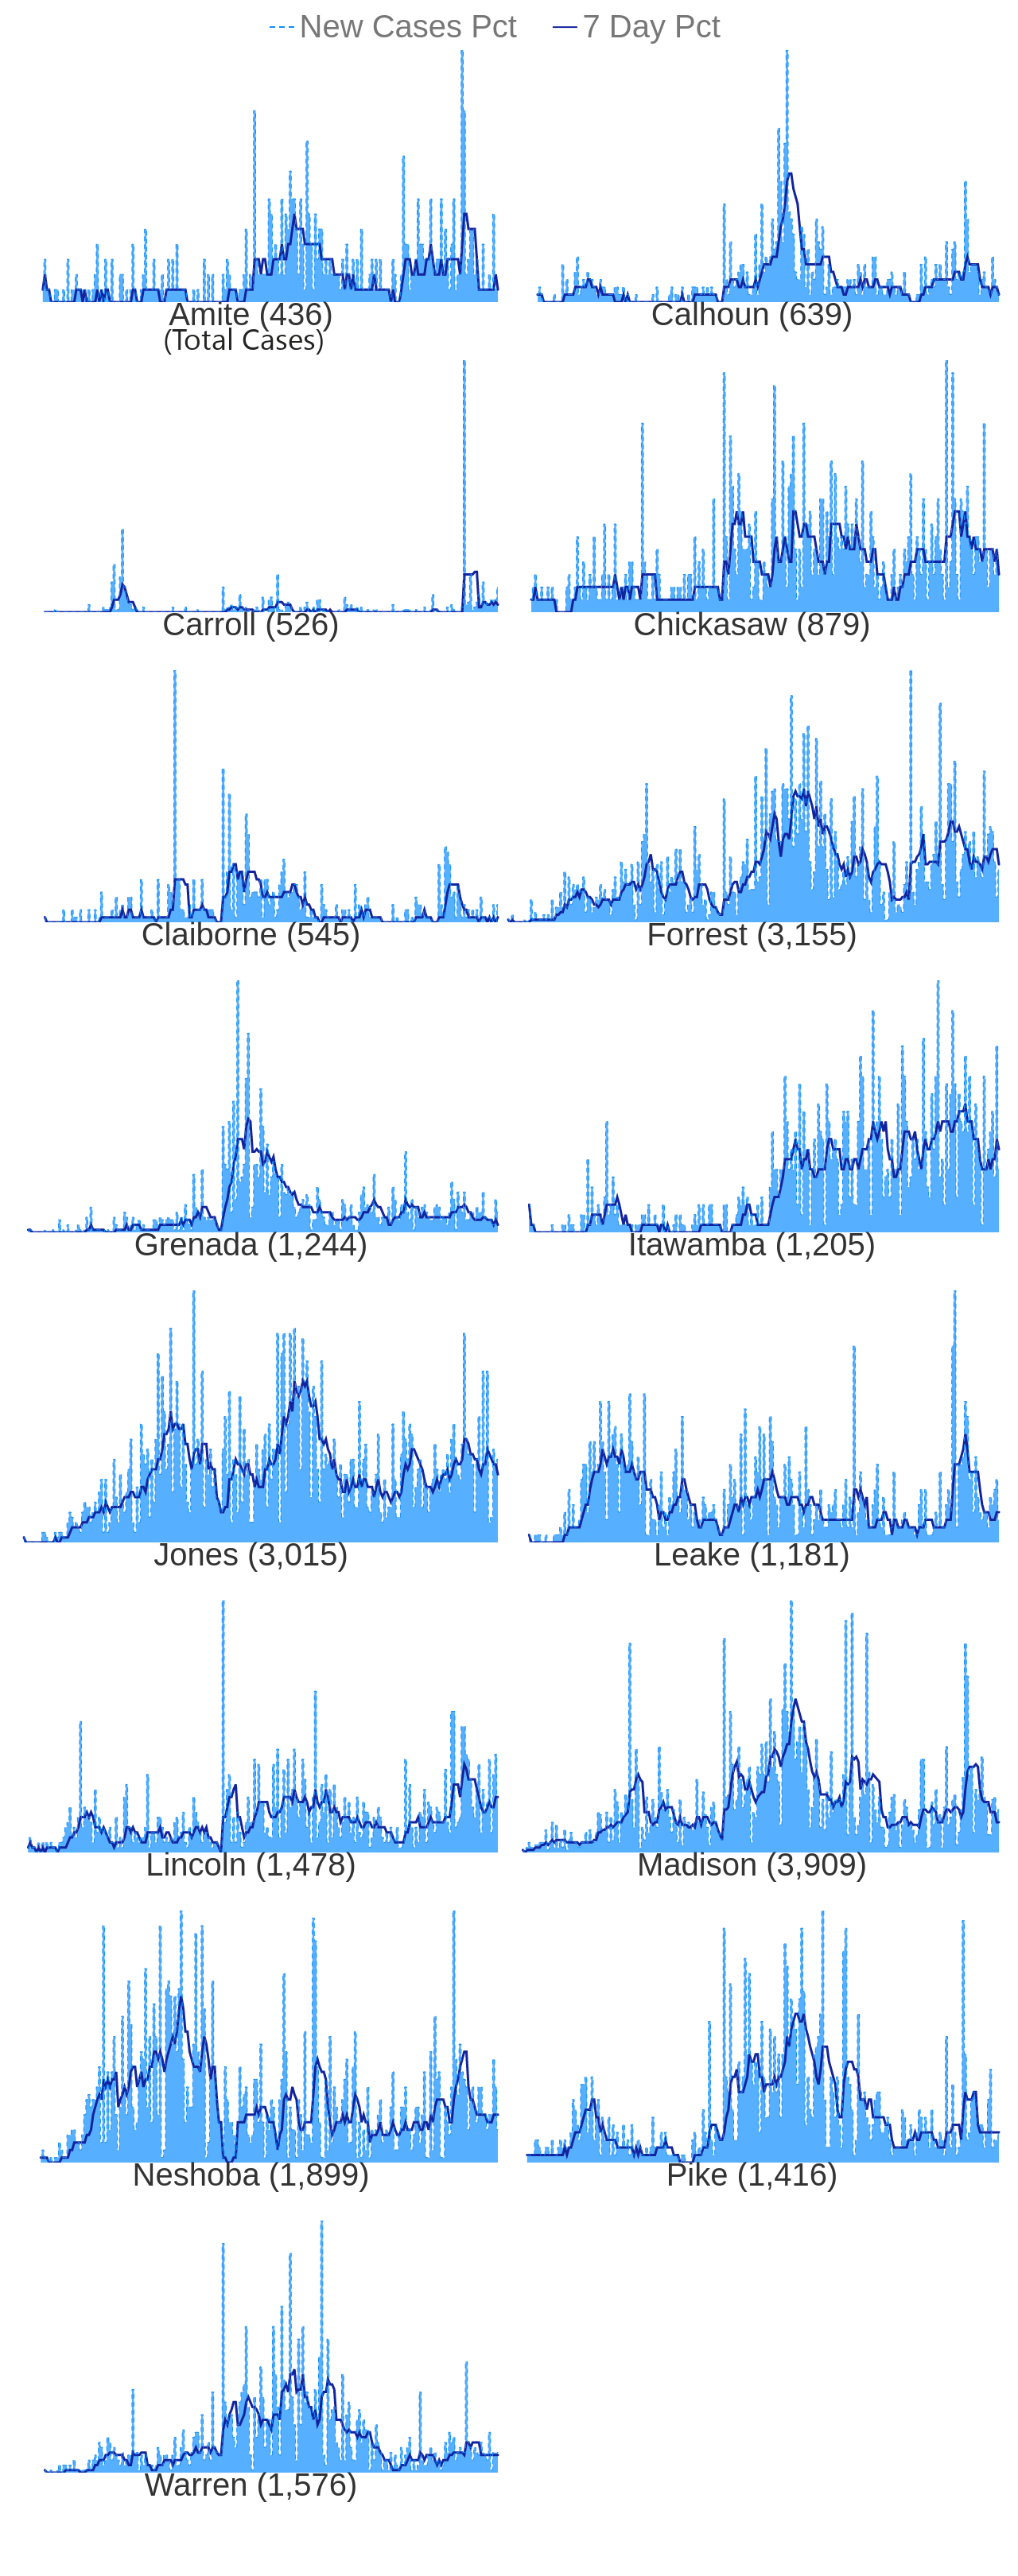 New Cases Pct 7 Day Pct
Amite (436) Calhoun (639)
(Total Cases)
Carroll (526) Chickasaw (879)
Claiborne (545) Forrest (3,155)
Grenada (1,244) Itawamba (1,205)
Jones (3,015) Leake (1,181)
Lincoln (1,478) Madison (3,909)
Neshoba (1,899) Pike (1,416)
Warren (1,576)